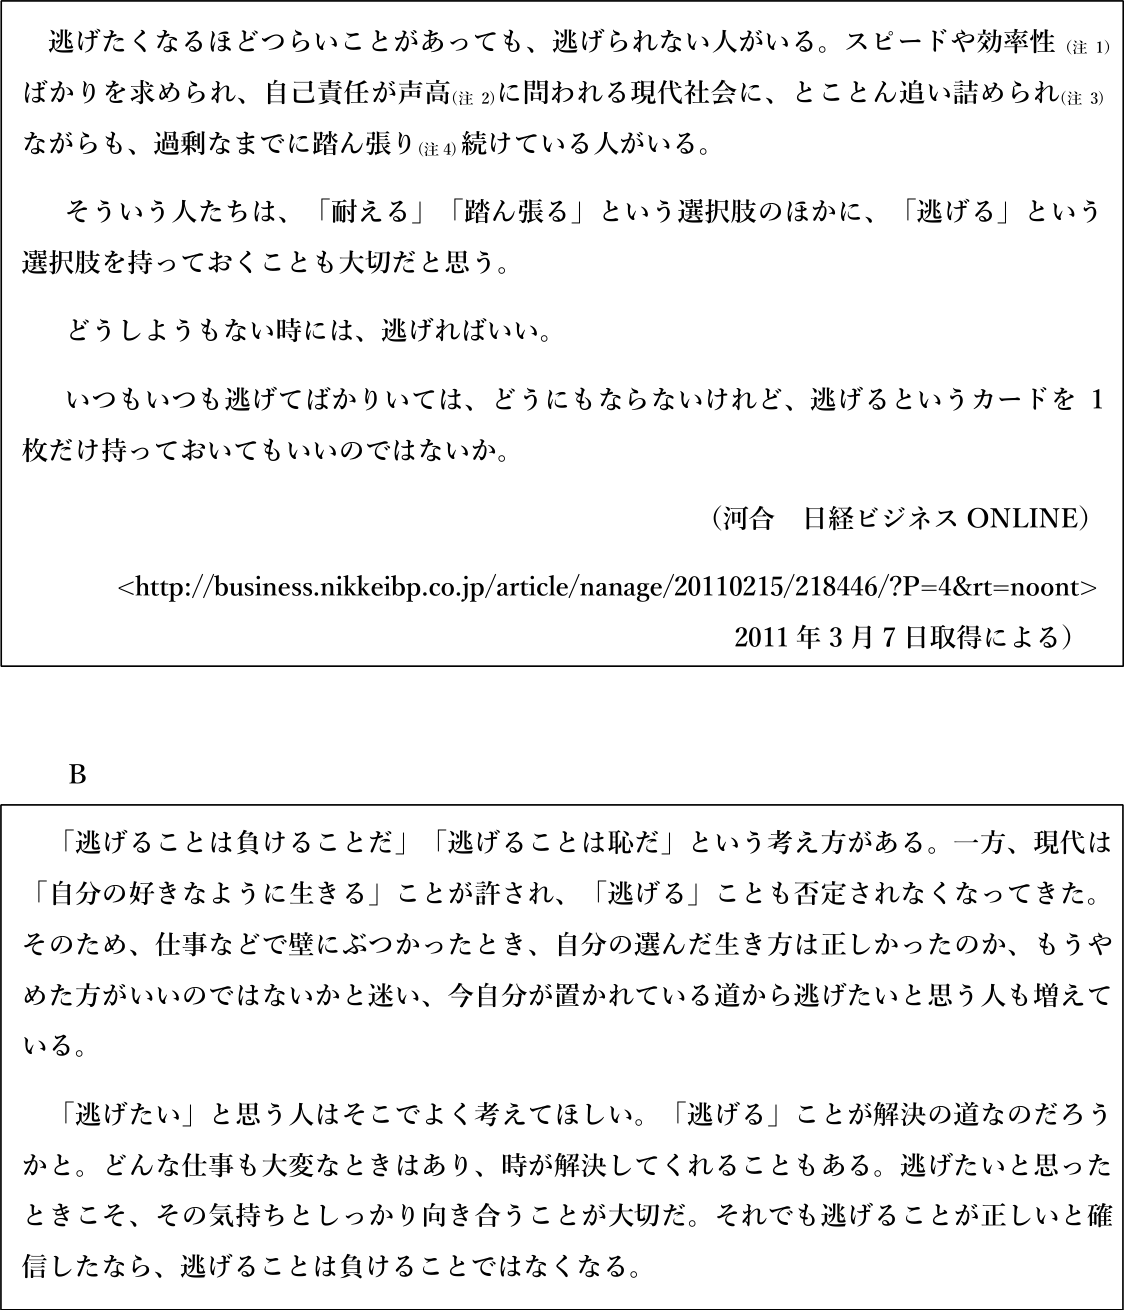 逃げたくなるほどつらいことがあっても、逃げられない人がいる。スピードや効率性（注 1）
ばかりを求められ、自己責任が声高（注 2）に問われる現代社会に、とことん追い詰められ（注 3）
ながらも、過剰なまでに踏ん張り（注 4）続けている人がいる。
そういう人たちは、「耐える」「踏ん張る」という選択肢のほかに、「逃げる」という
選択肢を持っておくことも大切だと思う。
どうしようもない時には、逃げればいい。
いつもいつも逃げてばかりいては、どうにもならないけれど、逃げるというカードを 1
枚だけ持っておいてもいいのではないか。
（河合　日経ビジネス ONLINE）
<http://business.nikkeibp.co.jp/article/nanage/20110215/218446/?P=4&rt=noont>
2011 年 3 月 7 日取得による）
B
「逃げることは負けることだ」「逃げることは恥だ」という考え方がある。一方、現代は
「自分の好きなように生きる」ことが許され、「逃げる」ことも否定されなくなってきた。
そのため、仕事などで壁にぶつかったとき、自分の選んだ生き方は正しかったのか、もうや
めた方がいいのではないかと迷い、今自分が置かれている道から逃げたいと思う人も増えて
いる。
「逃げたい」と思う人はそこでよく考えてほしい。「逃げる」ことが解決の道なのだろう
かと。どんな仕事も大変なときはあり、時が解決してくれることもある。逃げたいと思った
ときこそ、その気持ちとしっかり向き合うことが大切だ。それでも逃げることが正しいと確
信したなら、逃げることは負けることではなくなる。